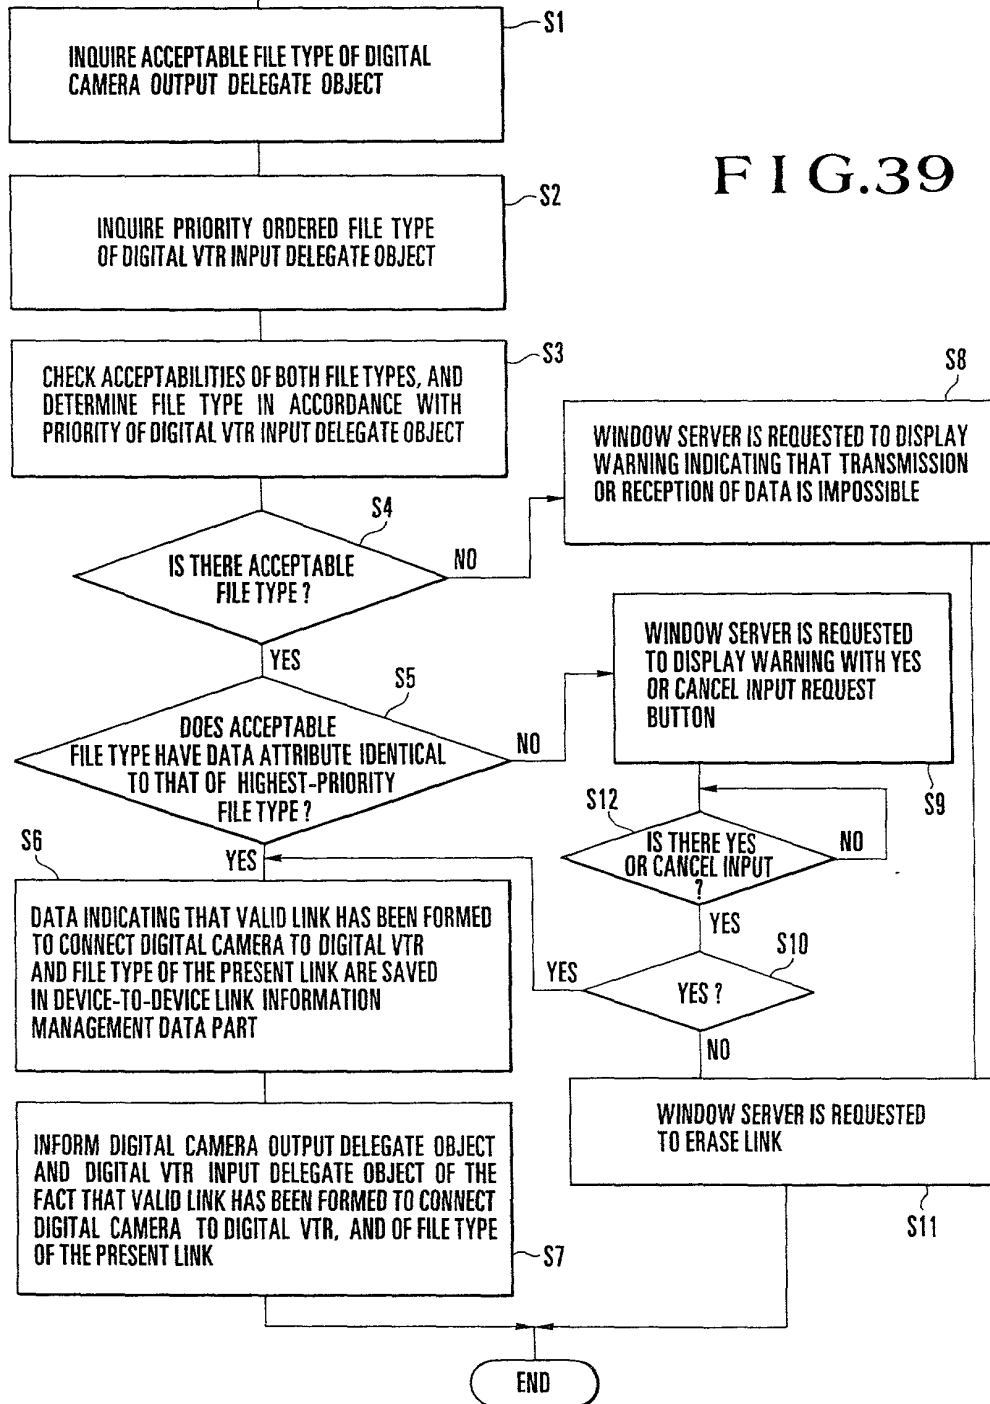 S1
INQUIRE ACCEPTABLE FILE TYPE OF DIGITAL
CAMERA OUTPUT DELEGATE OBJECT
FIG.39
S2
INQUIRE PRIORITY ORDERED FILE TYPE
OF DIGITAL VTR INPUT DELEGATE OBJECT
S3
CHECK ACCEPTABILITIES OF BOTH FILE TYPES, AND
DETERMINE FILE TYPE IN ACCORDANCE WITH
PRIORITY OF DIGITAL VTR INPUT DELEGATE OBJECT
S8
WINDOW SERVER IS REQUESTED TO DISPLAY
WARNING INDICATING THAT TRANSMISSION
OR RECEPTION OF DATA IS IMPOSSIBLE
S4
IS THERE ACCEPTABLE
FILE TYPE ?
NO
YES
S5
DOES ACCEPTABLE
FILE TYPE HAVE DATA ATTRIBUTE IDENTICAL
TO THAT OF HIGHEST-PRIORITY
FILE TYPE ?
NO
YES
WINDOW SERVER IS REQUESTED
TO DISPLAY WARNING WITH YES
OR CANCEL INPUT REQUEST
BUTTON
S9
S12
IS THERE YES
OR CANCEL INPUT
?
NO
YES
S10
YES ?
YES
NO
S6
DATA INDICATING THAT VALID LINK HAS BEEN FORMED
TO CONNECT DIGITAL CAMERA TO DIGITAL VTR
AND FILE TYPE OF THE PRESENT LINK ARE SAVED
IN DEVICE-TO-DEVICE LINK INFORMATION
MANAGEMENT DATA PART
WINDOW SERVER IS REQUESTED
TO ERASE LINK
S11
INFORM DIGITAL CAMERA OUTPUT DELEGATE OBJECT
AND DIGITAL VTR INPUT DELEGATE OBJECT OF THE
FACT THAT VALID LINK HAS BEEN FORMED TO CONNECT
DIGITAL CAMERA TO DIGITAL VTR, AND OF FILE TYPE
OF THE PRESENT LINK
S7
END